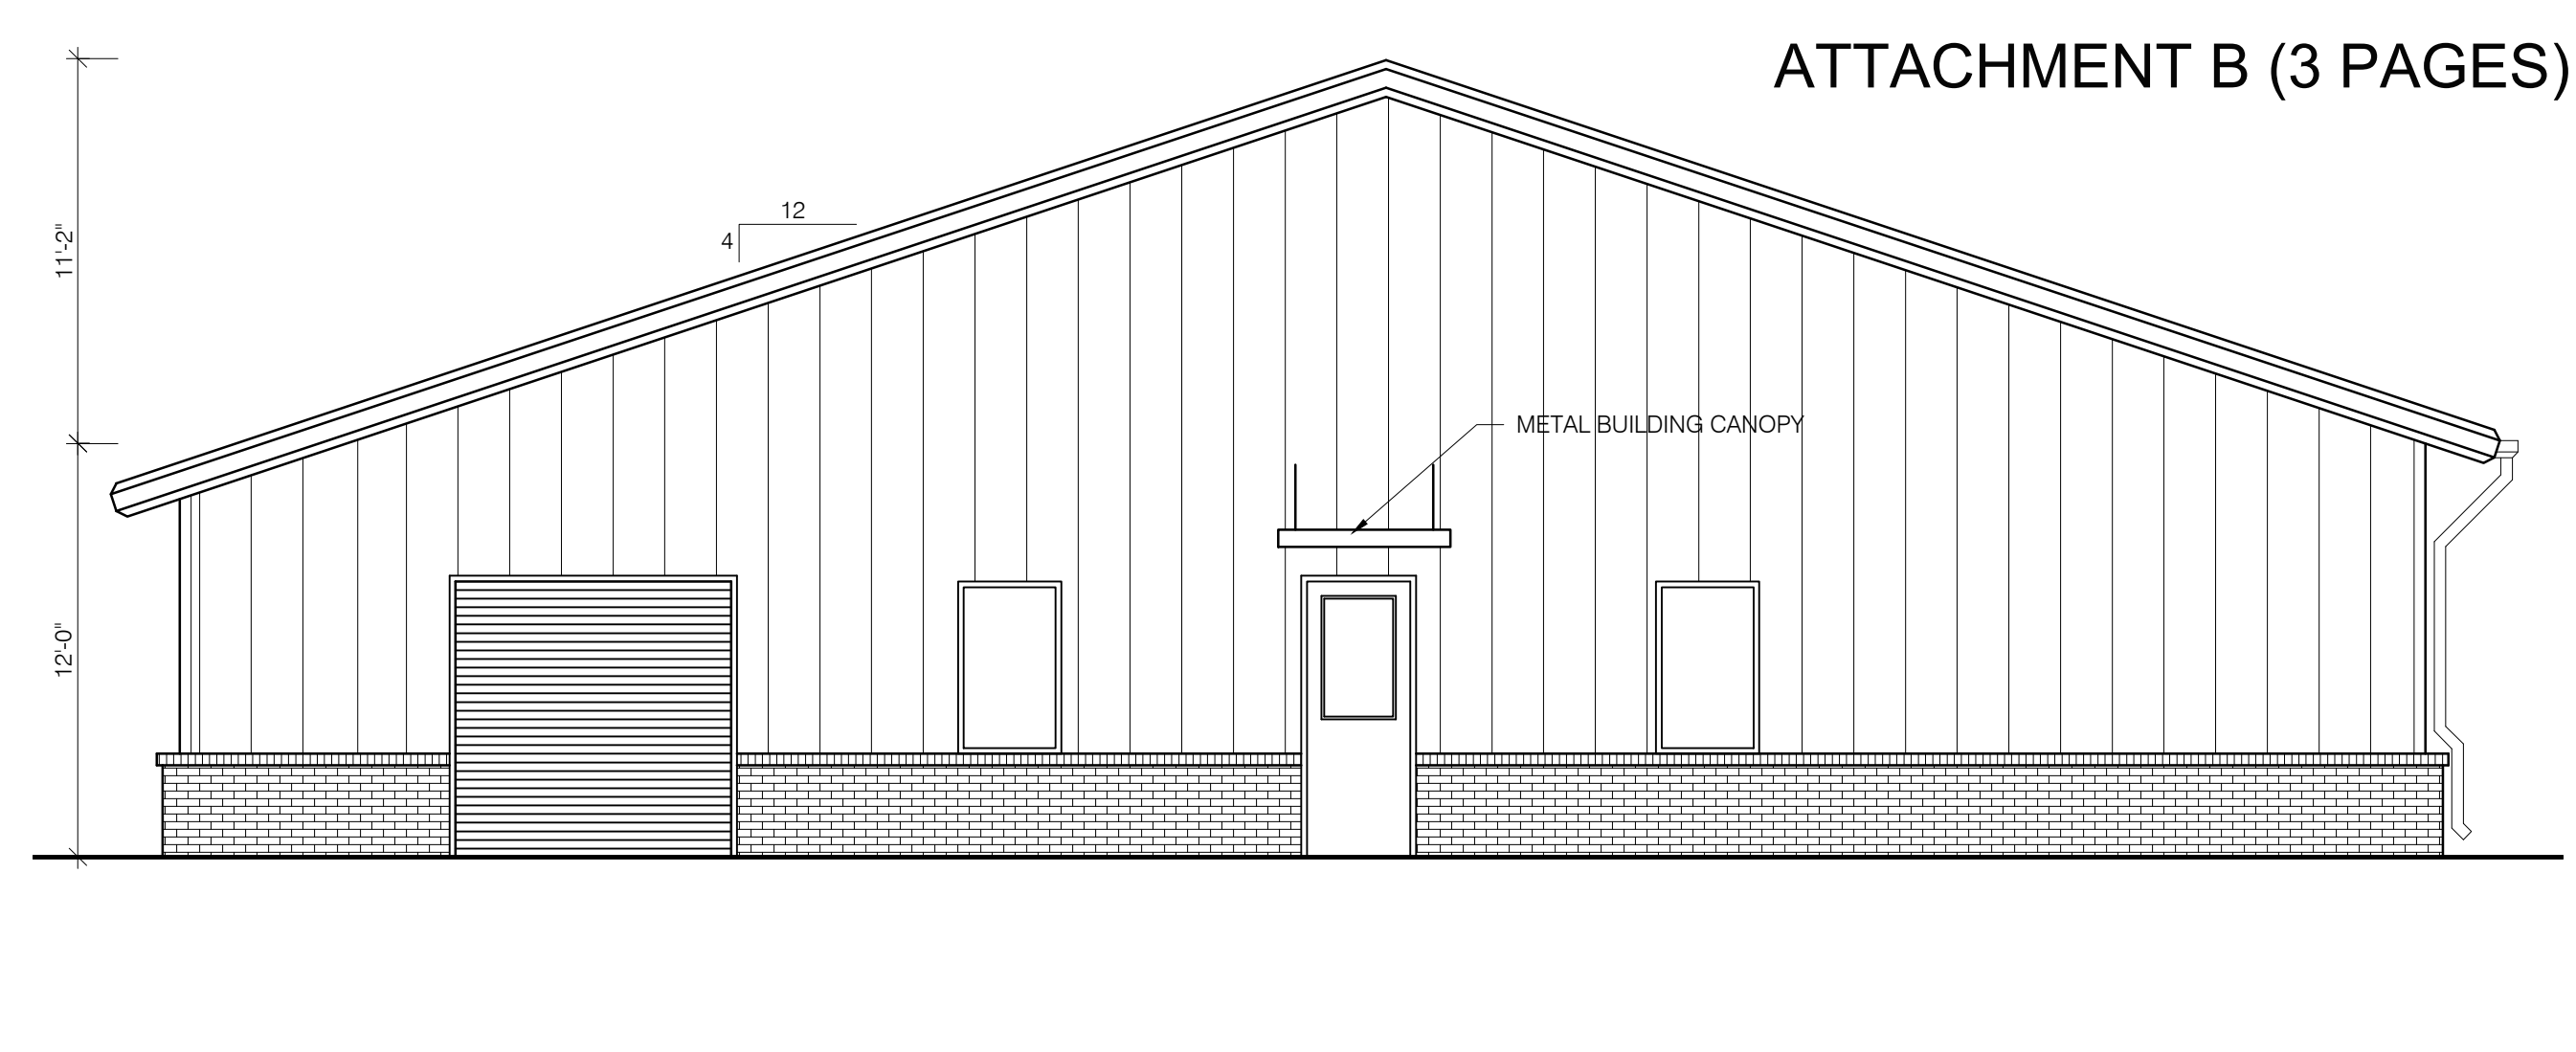 ATTACHMENT B (3 PAGES)
12
4
11'-2"
METAL BUILDING CANOPY
12'-0"